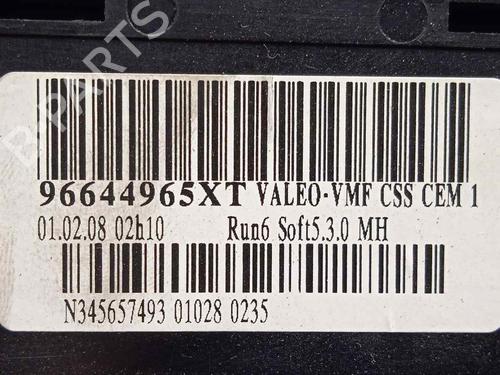 B-PARTS
96644965XT VALEO-VMF CSS CEM 1
01.02.08 02h10 Run6 Soft5.3.0 MH
N345657493 01028 0235